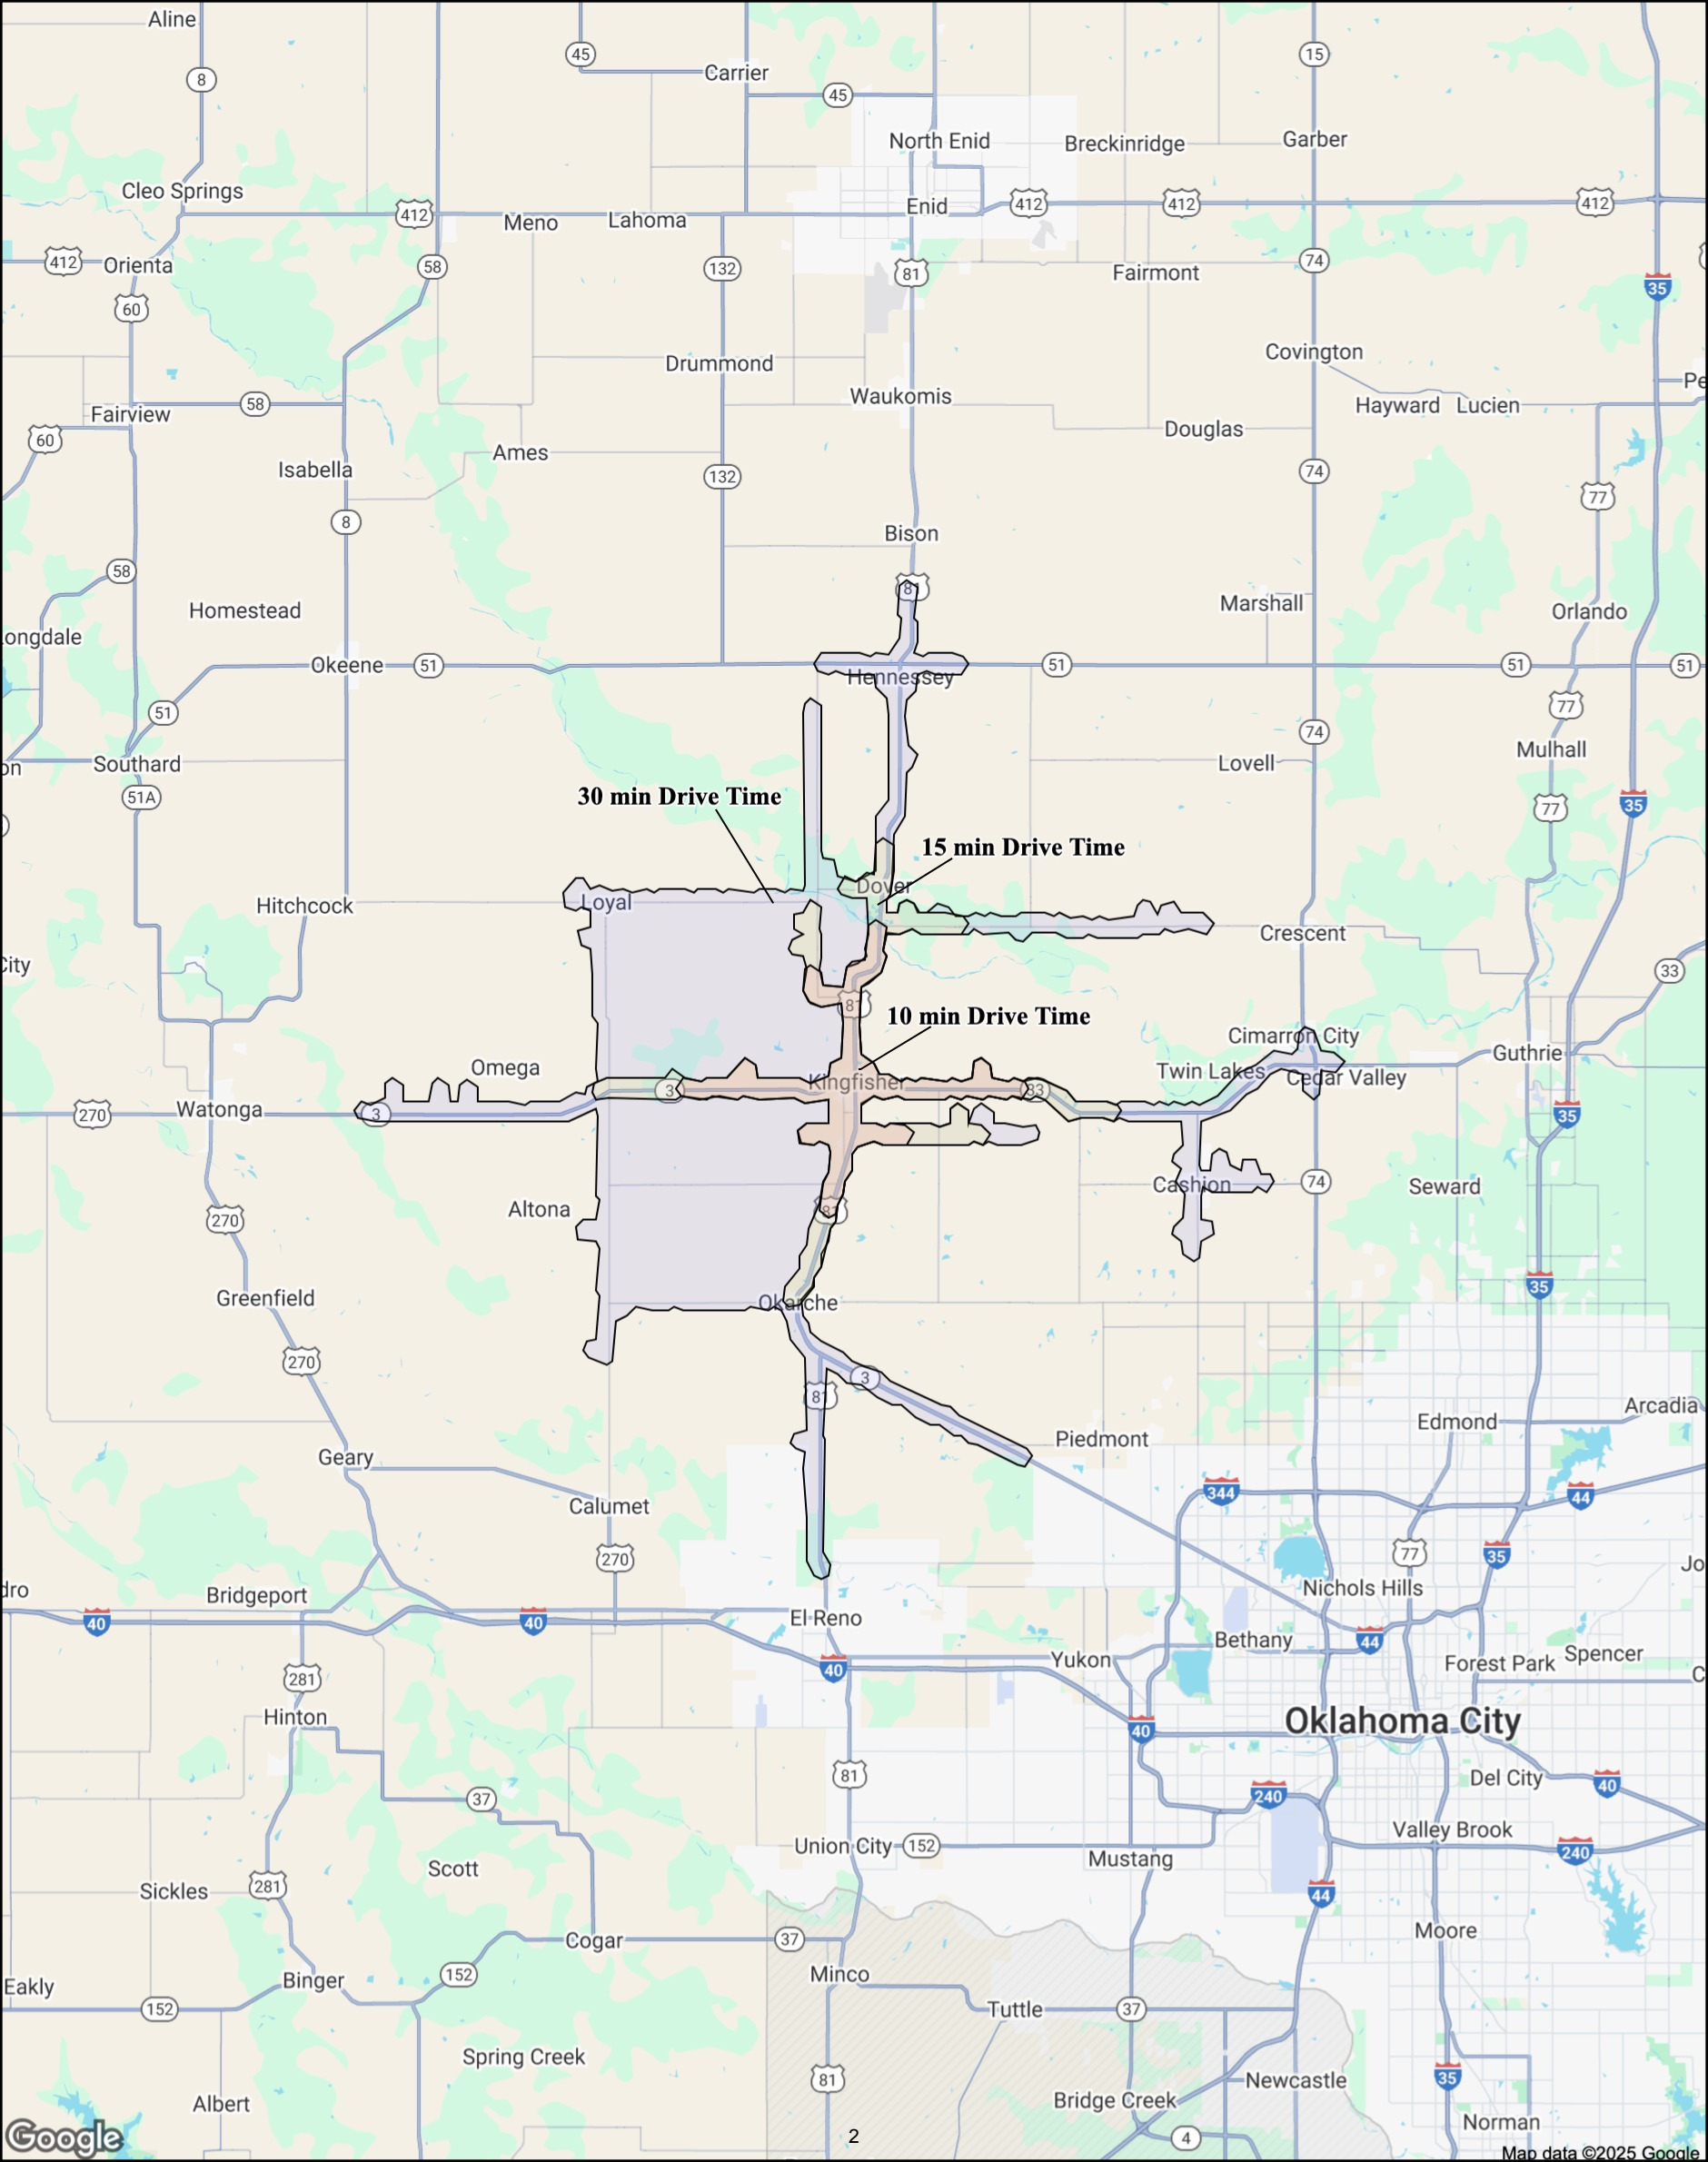 Aline
8
45
Carrier
45
15
North Enid
Breckinridge
Garber
Cleo Springs
412
Meno
Lahoma
Enid
412
412
412
412
Orienta
58
132
81
Fairmont
74
35
60
Drummond
Covington
Waukomis
Pe
58
Hayward
Lucien
Fairview
60
Douglas
Ames
Isabella
132
74
77
8
Bison
58
81
Homestead
Marshall
Orlando
ongdale
Okeene
51
Hennessey
51
51
51
51
77
74
Southard
on
Lovell
Mulhall
51A
30 min Drive Time
77
35
15 min Drive Time
Dover
Hitchcock
Loyal
Crescent
City
33
81
10 min Drive Time
Cimarron City
Guthrie
Omega
Twin Lakes
Kingfisher
Cedar Valley
3
33
270
Watonga
3
35
Cashion
74
Seward
Altona
270
81
35
Greenfield
Okarche
270
3
81
Arcadia
Edmond
Piedmont
Geary
344
44
Calumet
77
35
270
Jo
dro
Bridgeport
Nichols Hills
40
40
El Reno
Bethany
44
Yukon
Forest Park
Spencer
40
C
281
Hinton
Oklahoma City
40
81
Del City
40
37
240
Union City
152
Valley Brook
Mustang
240
Scott
Sickles
281
44
Moore
Cogar
37
Minco
Binger
152
Eakly
152
Tuttle
37
Spring Creek
81
35
Newcastle
Albert
Bridge Creek
Norman
Google
2
4
Map data ©2025 Google